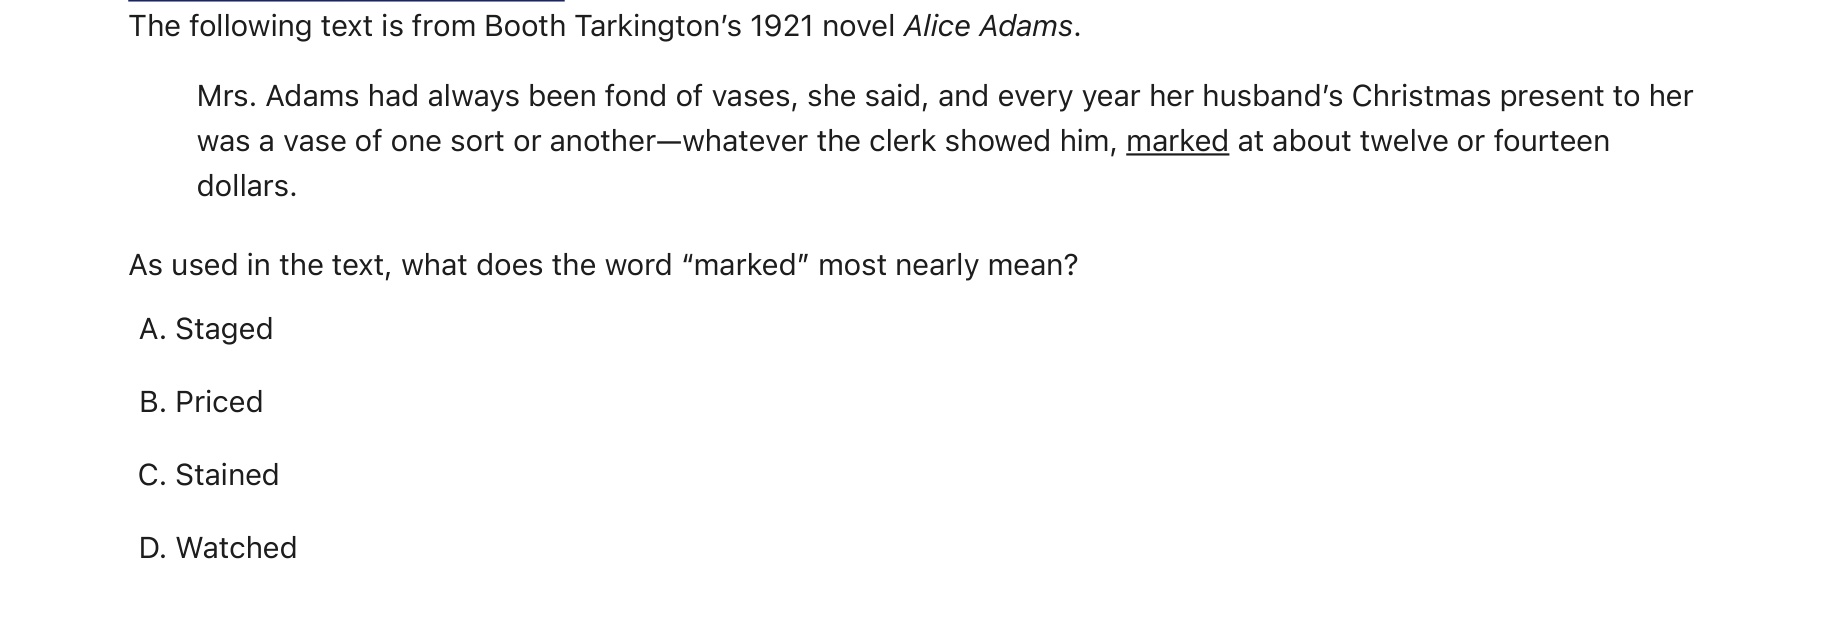 The following text is from Booth Tarkington’s 1921 novel Alice Adams.
Mrs. Adams had always been fond of vases, she said, and every year her husband’s Christmas present to her
was a vase of one sort or another—whatever the clerk showed him, marked at about twelve or fourteen
dollars.
As used in the text, what does the word “marked” most nearly mean?
A. Staged
B. Priced
C. Stained
D. Watched